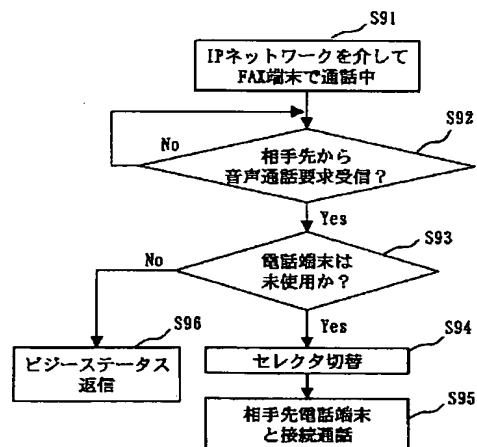 S91
IPネットワークを介して
FAX端末で通話中
S92
No
相手先から
音声通話要求受信？
Yes
S93
No
電話端末は
未使用か？
S96
Yes
S94
ビジーステータス
返信
セレクタ切替
S95
相手先電話端末
と接続通話